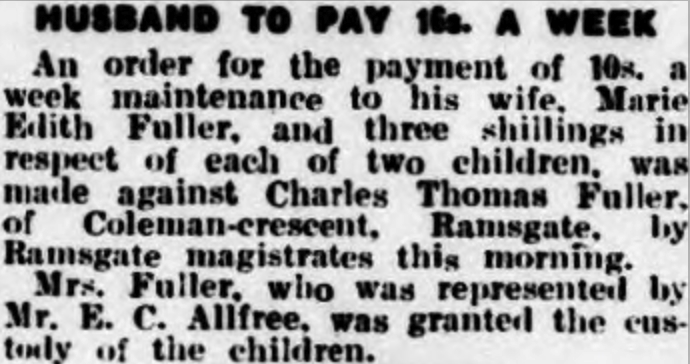 HUSBAND TO PAY 16s. A WEEK
An order for the payment of 10s. a
week maintenance to his wife, Marie
Edith Fuller, and three shillings in
respect of each of two children, was
made against Charles Thomas Fuller,
of Coleman-crescent, Ramsgate, by
Ramsgate magistrates this morning.
Mrs. Fuller, who was represented by
Mr. E. C. Allfree, was granted the cus-
tody of the children.